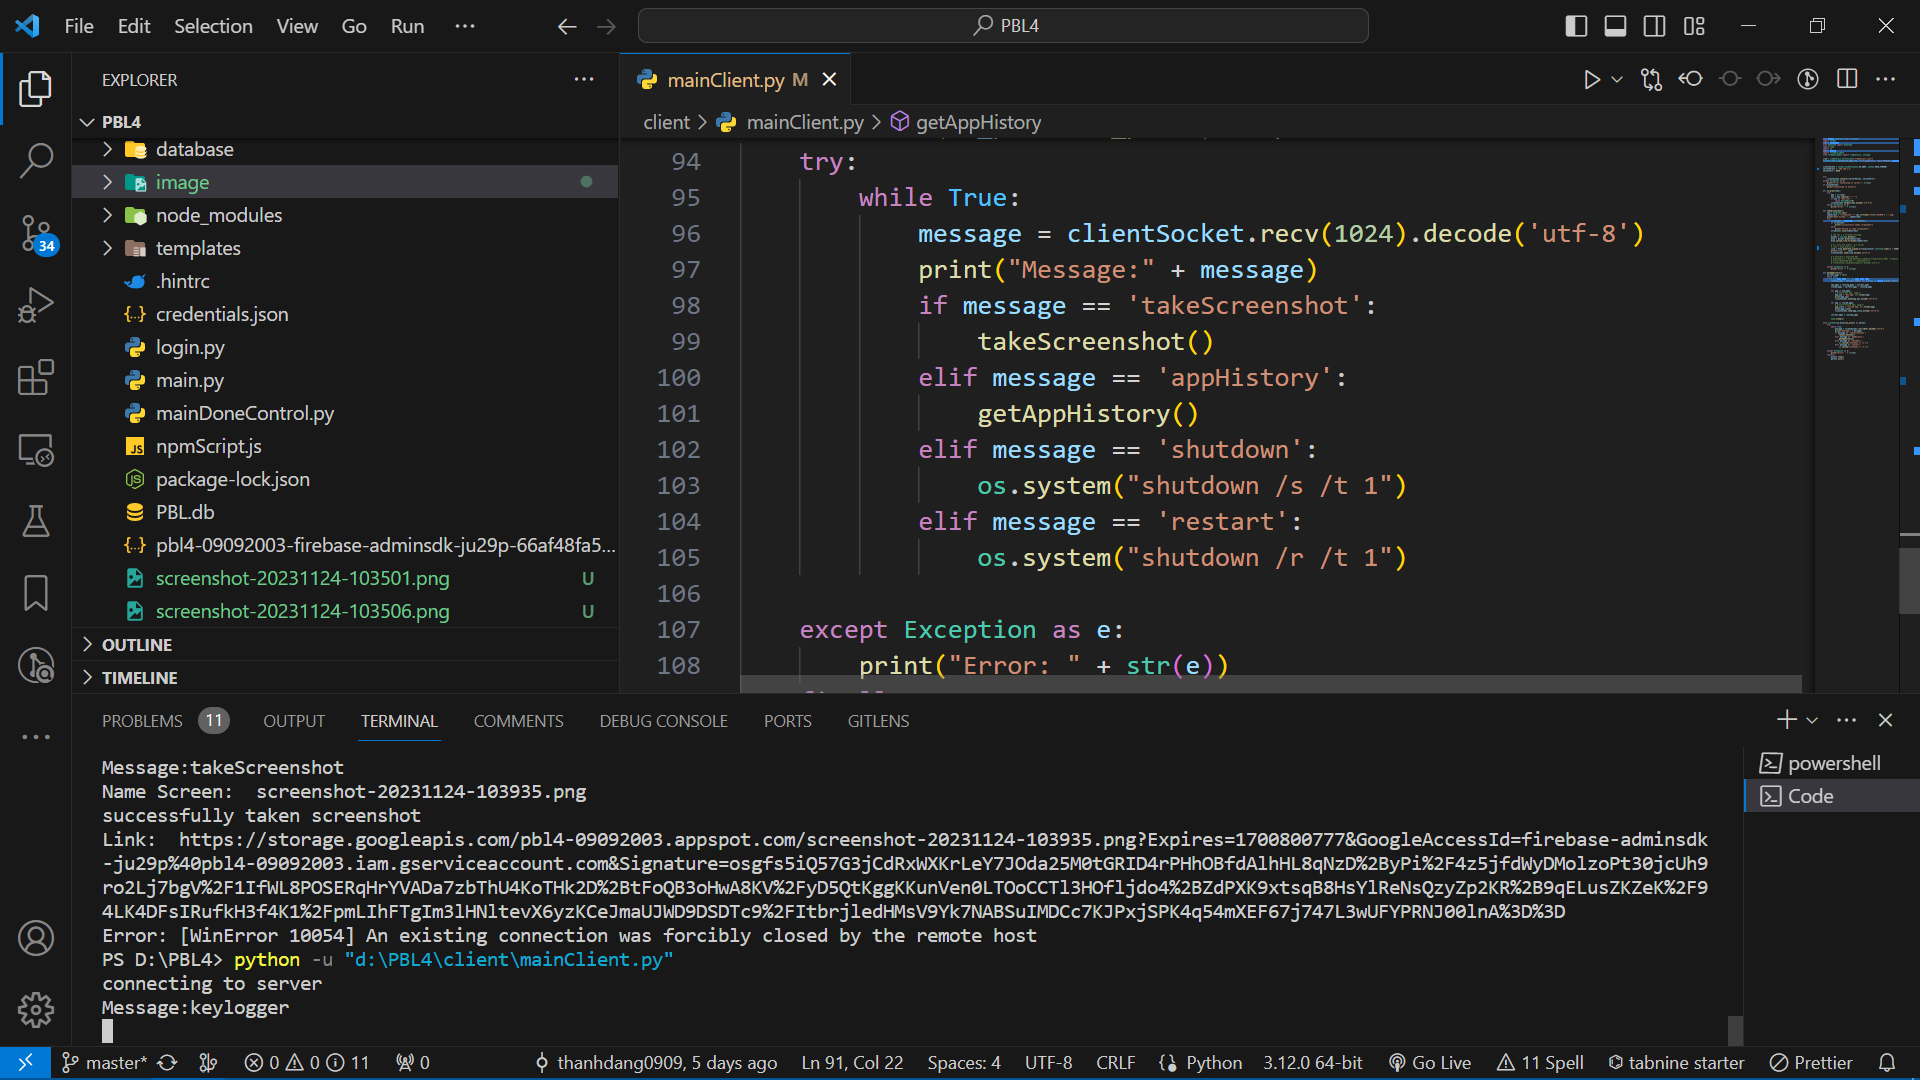 File Edit Selection View Go Run ··· PBL4
EXPLORER
PBL4
database
image
node_modules
templates
.hintrc
credentials.json
login.py
main.py
mainDoneControl.py
JS npmScript.js
package-lock.json
PBL.db
pbl4-09092003-firebase-adminsdk-ju29p-66af48fa5...
screenshot-20231124-103501.png U
screenshot-20231124-103506.png U
OUTLINE
TIMELINE
34
mainClient.py M
client > mainClient.py > getAppHistory
94 try:
95 while True:
96 message = clientSocket.recv(1024).decode('utf-8')
97 print("Message:" + message)
98 if message == 'takeScreenshot':
99 takeScreenshot()
100 elif message == 'appHistory':
101 getAppHistory()
102 elif message == 'shutdown':
103 os.system("shutdown /s /t 1")
104 elif message == 'restart':
105 os.system("shutdown /r /t 1")
106
107 except Exception as e:
108 print("Error: " + str(e))
PROBLEMS 11 OUTPUT TERMINAL COMMENTS DEBUG CONSOLE PORTS GITLENS
Message:takeScreenshot
Name Screen:  screenshot-20231124-103935.png
successfully taken screenshot
Link:  https://storage.googleapis.com/pbl4-09092003.appspot.com/screenshot-20231124-103935.png?Expires=1700800777&GoogleAccessId=firebase-adminsdk
-ju29p%40pbl4-09092003.iam.gserviceaccount.com&Signature=osgfs5iQ57G3jCdRxWXKrLeY7JOda25M0tGRID4rPHhOBfdAlhHL8qNzD%2ByPi%2F4z5jfdWyDMolzoPt30jcUh9
ro2Lj7bgV%2F1IfWL8POSERqHrYVADa7zbThU4KoTHk2D%2BtFoQB3oHwA8KV%2FyD5QtKggKKunVen0LTOoCCTl3HOfljdo4%2BZdPXK9xtsqB8HsYlReNsQzyZp2KR%2B9qELusZKZeK%2F9
4LK4DFsIRufkH3f4K1%2FpmLIhFTgIm3lHNltevX6yzKCeJmaUJWD9DSDTc9%2FItbrjledHMsV9Yk7NABSuIMDCc7KJPxjSPK4q54mXEF67j747L3wUFYPRNJ00lnA%3D%3D
Error: [WinError 10054] An existing connection was forcibly closed by the remote host
PS D:\PBL4> python -u "d:\PBL4\client\mainClient.py"
connecting to server
Message:keylogger
powershell
Code
master* 0 0 11 0 thanhdang0909, 5 days ago Ln 91, Col 22 Spaces: 4 UTF-8 CRLF Python 3.12.0 64-bit Go Live 11 Spell tabnine starter Prettier